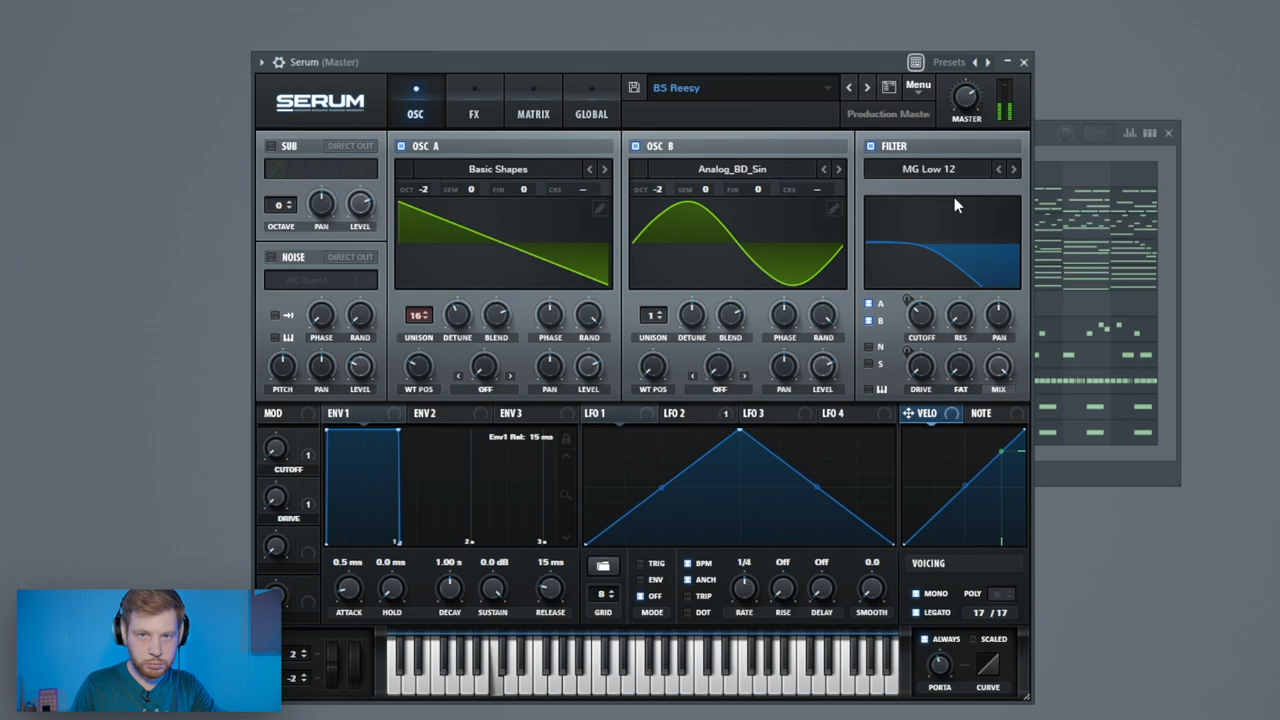 Serum (Master)
Presets
SERUM
OSC
FX
MATRIX
GLOBAL
BS Reesy
Menu
Production Maste
MASTER
SUB
DIRECT OUT
0
OCTAVE
PAN
LEVEL
NOISE
DIRECT OUT
AC hum1
PHASE
RAND
PITCH
PAN
LEVEL
OSC A
Basic Shapes
OCT -2 SEM 0 FIN 0 CRS --
16
UNISON
DETUNE
BLEND
PHASE
RAND
WT POS
OFF
PAN
LEVEL
OSC B
Analog_BD_Sin
OCT -2 SEM 0 FIN 0 CRS --
1
UNISON
DETUNE
BLEND
PHASE
RAND
WT POS
OFF
PAN
LEVEL
FILTER
MG Low 12
A
B
N
S
CUTOFF
RES
PAN
DRIVE
FAT
MIX
MOD
ENV 1
ENV 2
ENV 3
LFO 1
LFO 2
1
LFO 3
LFO 4
VELO
NOTE
CUTOFF
1
DRIVE
1
Env1 Rel: 15 ms
1s
2s
3s
0.5 ms
0.0 ms
1.00 s
0.0 dB
15 ms
ATTACK
HOLD
DECAY
SUSTAIN
RELEASE
8
GRID
TRIG
ENV
OFF
MODE
BPM
ANCH
TRIP
DOT
1/4
Off
Off
0.0
RATE
RISE
DELAY
SMOOTH
VOICING
MONO
POLY
LEGATO
17 / 17
ALWAYS
SCALED
PORTA
CURVE
2
-2